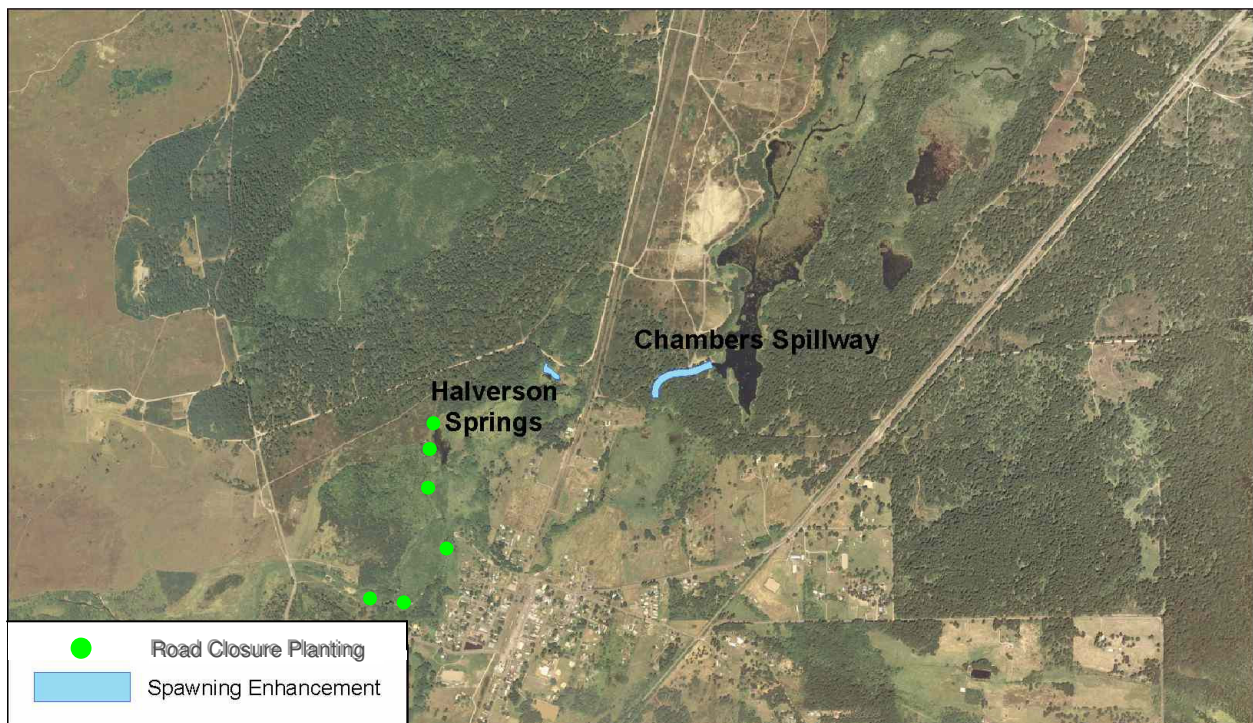 Chambers Spillway
Halverson
Springs
Road Closure Planting
Spawning Enhancement